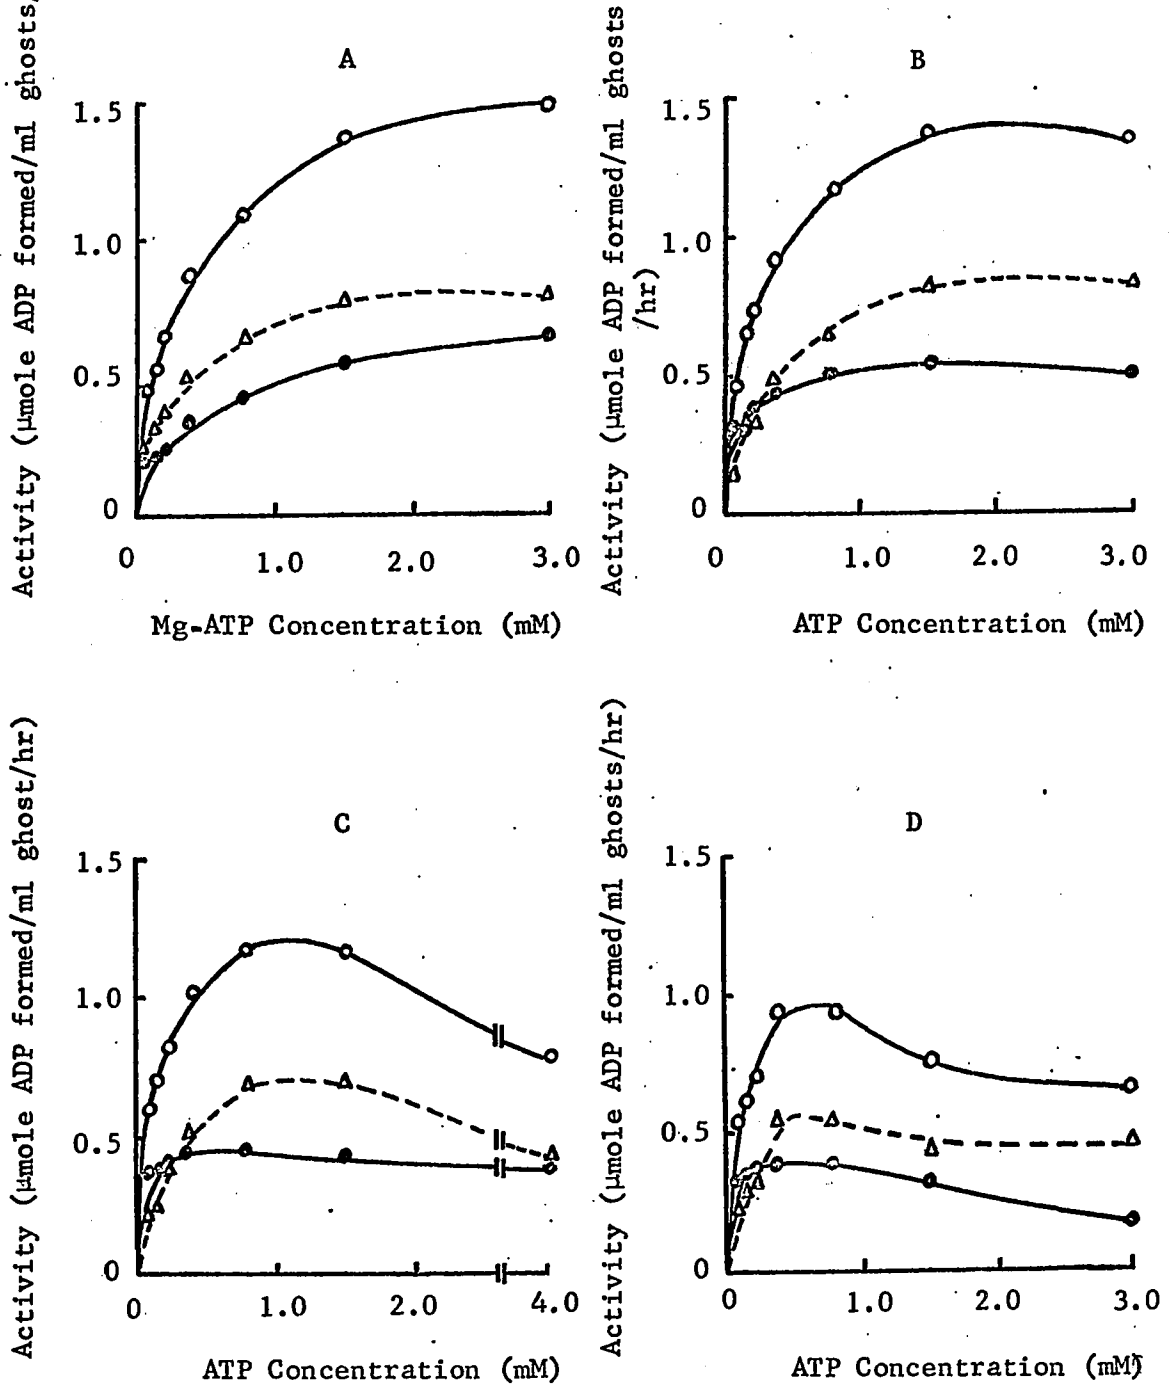 A
Activity (μmole ADP formed/ml ghosts/
1.5
1.0
0.5
0
0
1.0
2.0
3.0
Mg-ATP Concentration (mM)
B
Activity (μmole ADP formed/ml ghosts
/hr)
1.5
1.0
0.5
0
0
1.0
2.0
3.0
ATP Concentration (mM)
C
Activity (μmole ADP formed/ml ghost/hr)
1.5
1.0
0.5
0
0
1.0
2.0
4.0
ATP Concentration (mM)
D
Activity (μmole ADP formed/ml ghosts/hr)
1.5
1.0
0.5
0
0
1.0
2.0
3.0
ATP Concentration (mM)